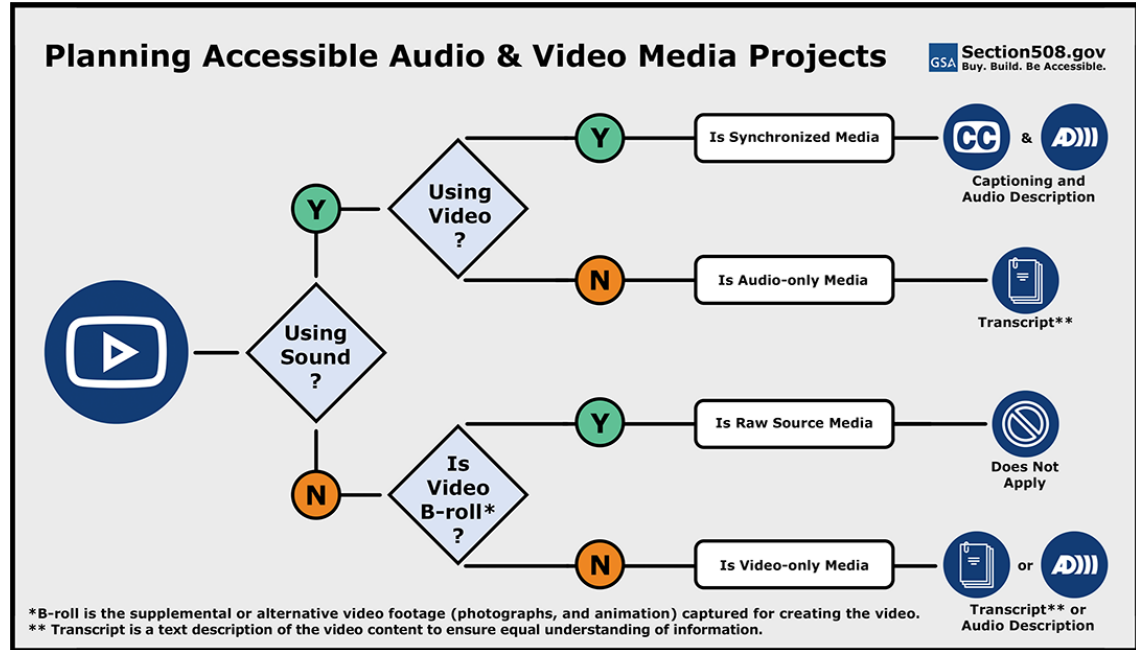 Planning Accessible Audio & Video Media Projects
GSA
Section508.gov
Buy. Build. Be Accessible.
Using
Sound
?
Y
Using
Video
?
Y
Is Synchronized Media
CC
&
AD
Captioning and
Audio Description
N
Is Audio-only Media
Transcript**
N
Is
Video
B-roll*
?
Y
Is Raw Source Media
Does Not
Apply
N
Is Video-only Media
or
AD
Transcript** or
Audio Description
*B-roll is the supplemental or alternative video footage (photographs, and animation) captured for creating the video.
** Transcript is a text description of the video content to ensure equal understanding of information.